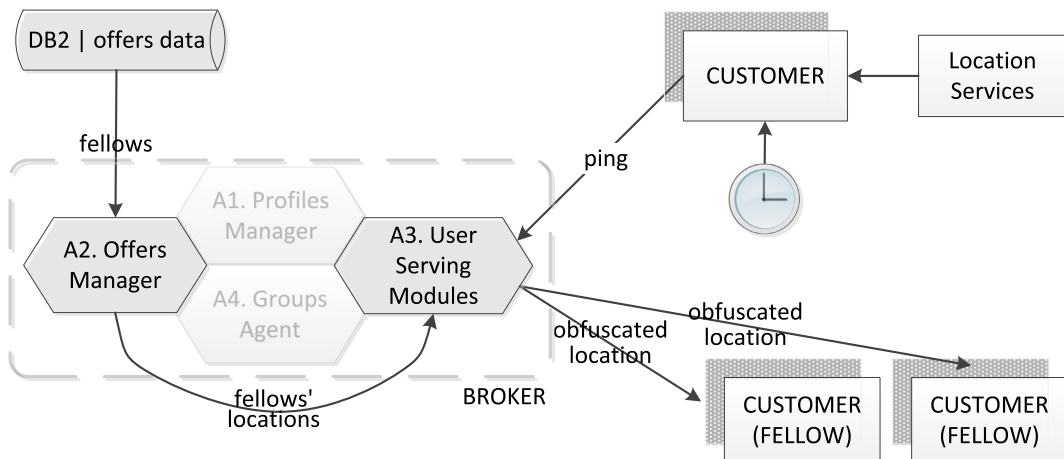 DB2 | offers data
CUSTOMER
Location
Services
fellows
ping
A1. Profiles
Manager
A2. Offers
Manager
A3. User
Serving
Modules
A4. Groups
Agent
obfuscated
location
obfuscated
location
fellows'
locations
BROKER
CUSTOMER
(FELLOW)
CUSTOMER
(FELLOW)